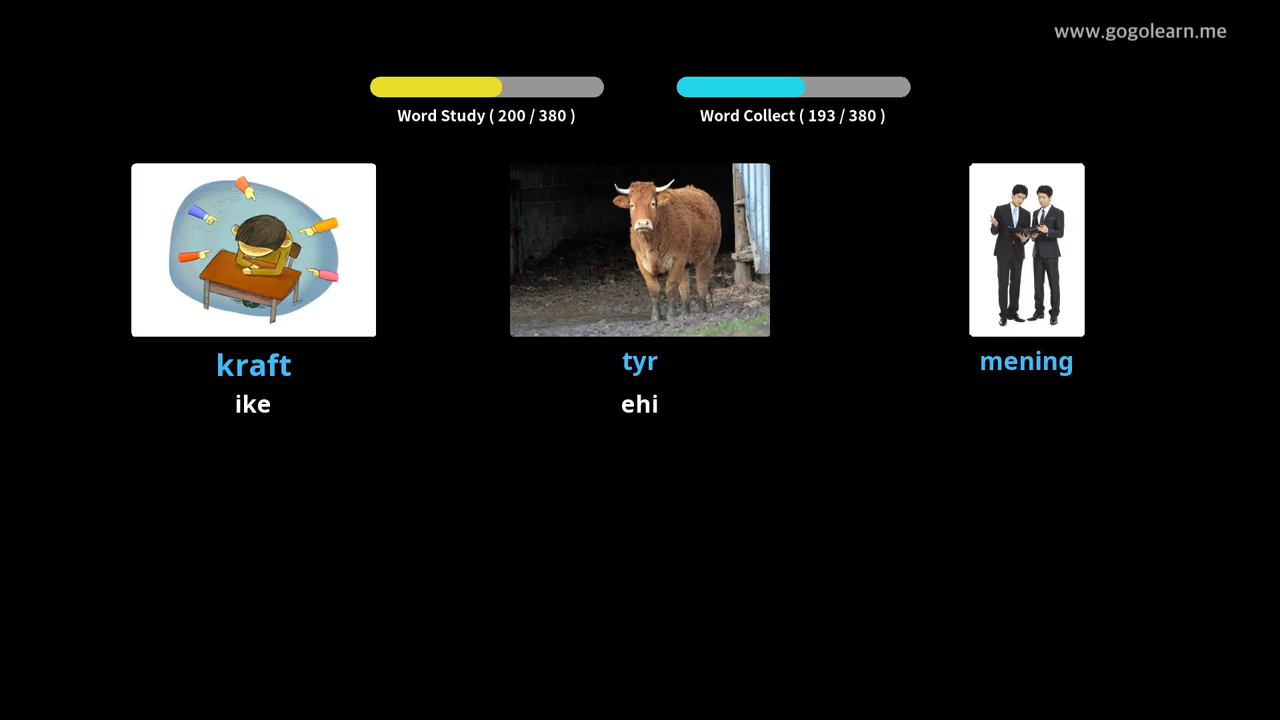 www.gogolearn.me
Word Study ( 200 / 380 )
Word Collect ( 193 / 380 )
kraft
tyr
mening
ike
ehi